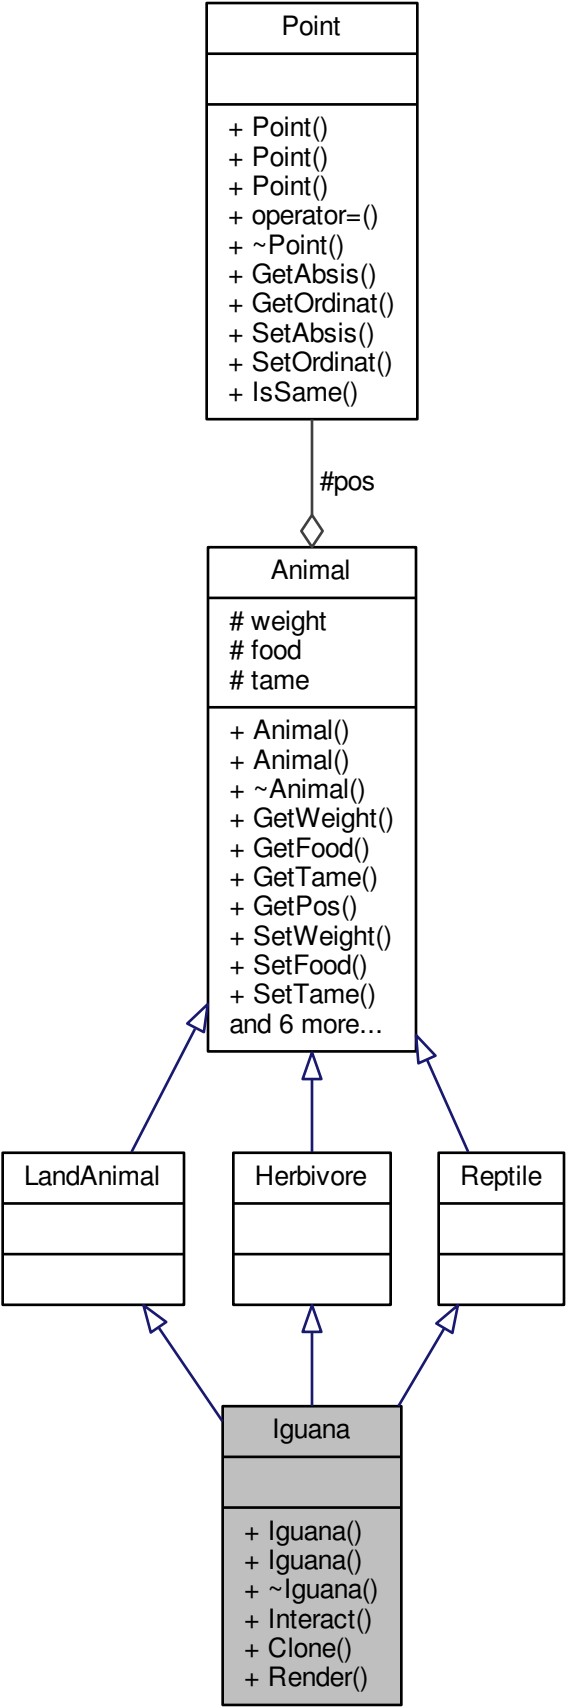 Point
+ Point()
+ Point()
+ Point()
+ operator=()
+ ~Point()
+ GetAbsis()
+ GetOrdinat()
+ SetAbsis()
+ SetOrdinat()
+ IsSame()
#pos
Animal
# weight
# food
# tame
+ Animal()
+ Animal()
+ ~Animal()
+ GetWeight()
+ GetFood()
+ GetTame()
+ GetPos()
+ SetWeight()
+ SetFood()
+ SetTame()
and 6 more...
LandAnimal
Herbivore
Reptile
Iguana
+ Iguana()
+ Iguana()
+ ~Iguana()
+ Interact()
+ Clone()
+ Render()